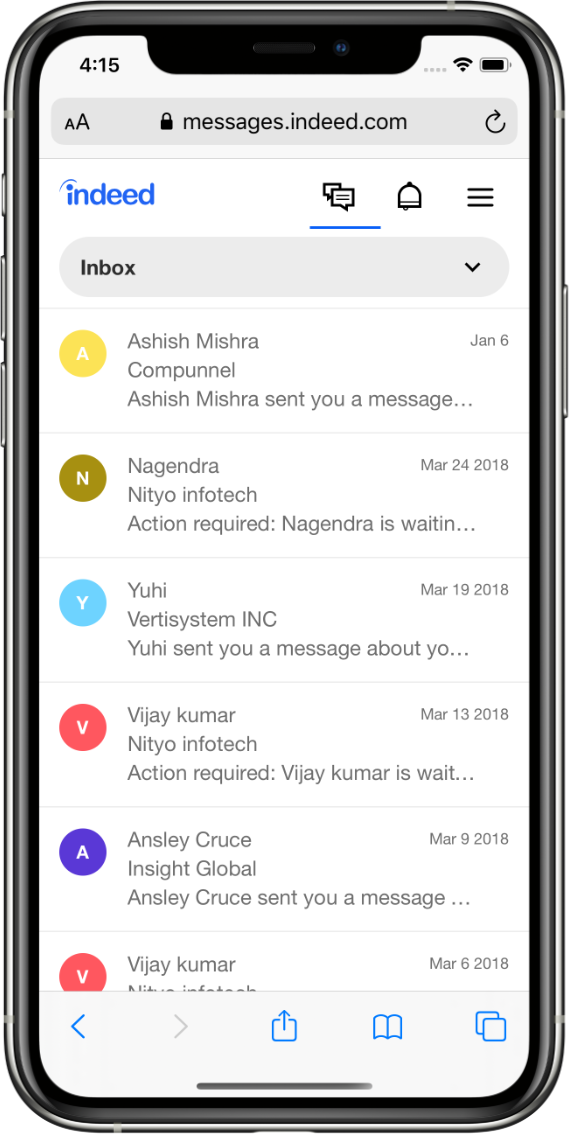 4:15
AA messages.indeed.com
indeed
Inbox
A Ashish Mishra Jan 6
Compunnel
Ashish Mishra sent you a message…
N Nagendra Mar 24 2018
Nityo infotech
Action required: Nagendra is waitin…
Y Yuhi Mar 19 2018
Vertisystem INC
Yuhi sent you a message about yo…
V Vijay kumar Mar 13 2018
Nityo infotech
Action required: Vijay kumar is wait…
A Ansley Cruce Mar 9 2018
Insight Global
Ansley Cruce sent you a message …
V Vijay kumar Mar 6 2018
Nityo infotech